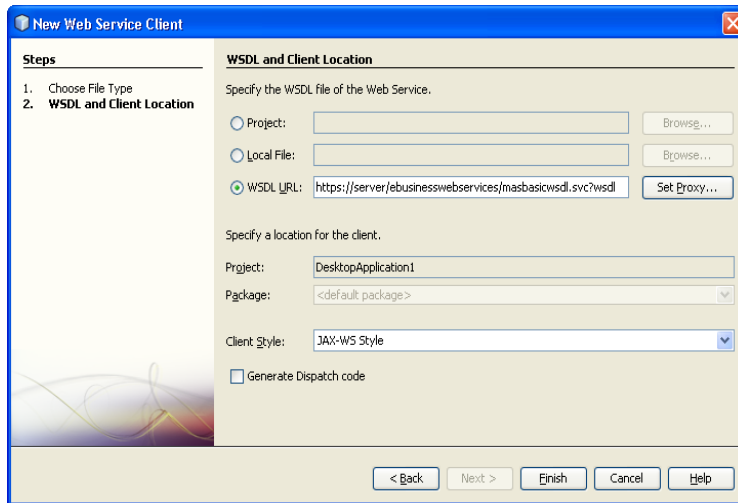 New Web Service Client
Steps
1. Choose File Type
2. WSDL and Client Location
WSDL and Client Location
Specify the WSDL file of the Web Service.
Project:
Browse...
Local File:
Browse...
WSDL URL: https://server/ebusinesswebservices/masbasicwsdl.svc?wsdl Set Proxy...
Specify a location for the client.
Project: DesktopApplication1
Package: <default package>
Client Style: JAX-WS Style
Generate Dispatch code
< Back Next > Finish Cancel Help